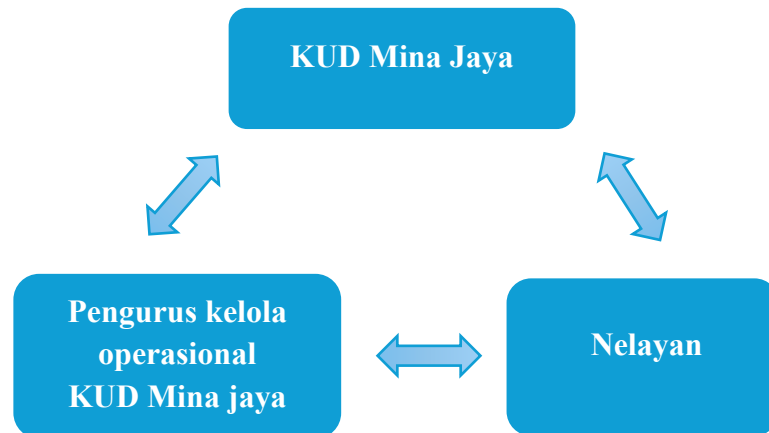 KUD Mina Jaya
Pengurus kelola
operasional
KUD Mina jaya
Nelayan